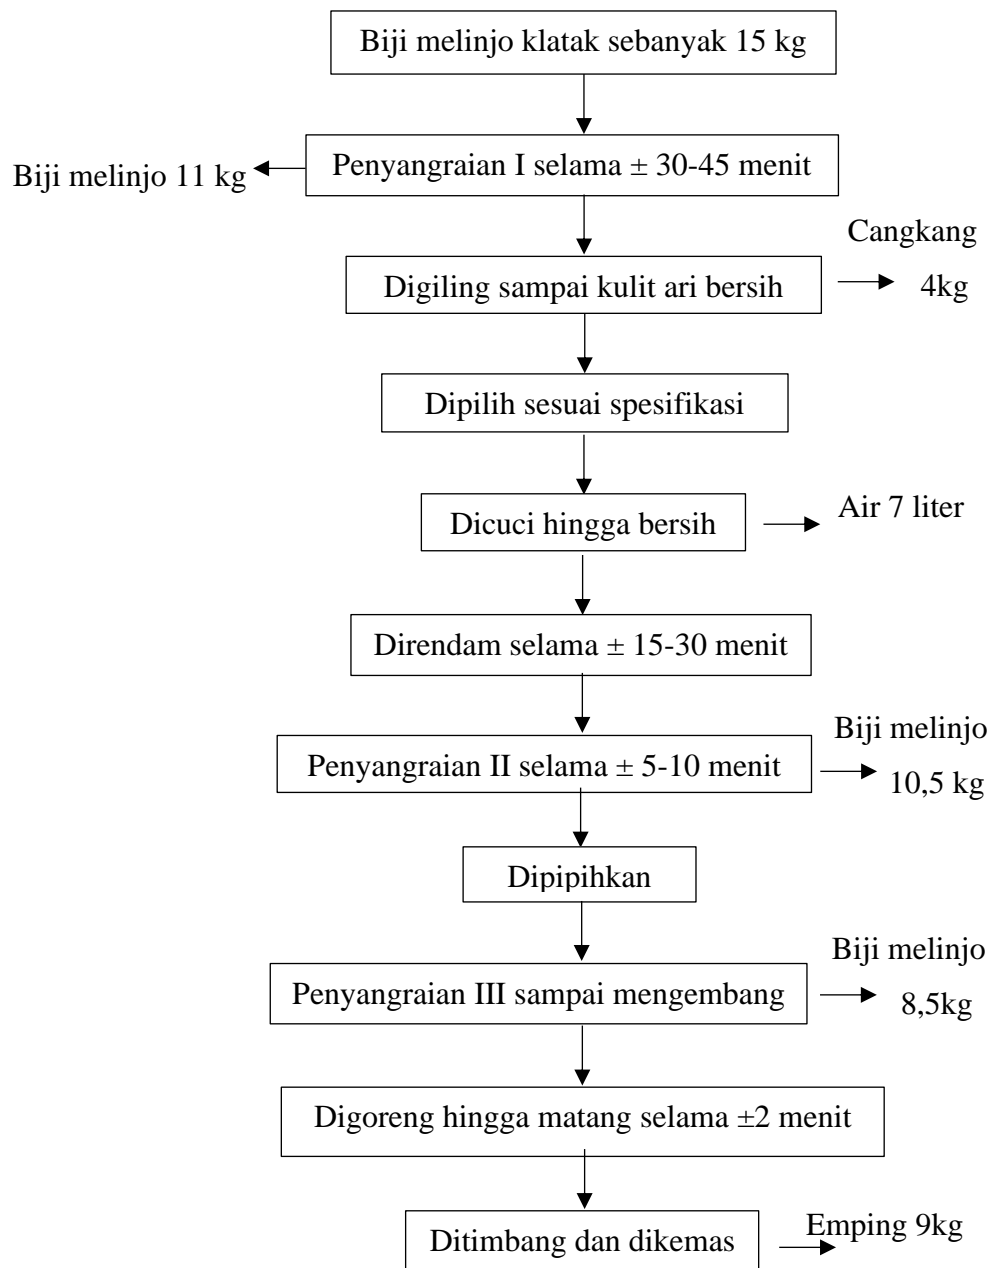 Biji melinjo klatak sebanyak 15 kg
Penyangraian I selama ± 30-45 menit
Biji melinjo 11 kg
Digiling sampai kulit ari bersih
Cangkang
4kg
Dipilih sesuai spesifikasi
Dicuci hingga bersih
Air 7 liter
Direndam selama ± 15-30 menit
Penyangraian II selama ± 5-10 menit
Biji melinjo
10,5 kg
Dipipihkan
Penyangraian III sampai mengembang
Biji melinjo
8,5kg
Digoreng hingga matang selama ±2 menit
Ditimbang dan dikemas
Emping 9kg